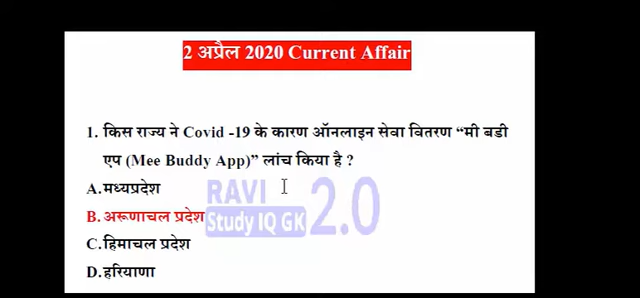 2 अप्रैल 2020 Current Affair
1. किस राज्य ने Covid -19 के कारण ऑनलाइन सेवा वितरण “मी बडी
एप (Mee Buddy App)” लांच किया है ?
A.मध्यप्रदेश
B.अरूणाचल प्रदेश
C.हिमाचल प्रदेश
D.हरियाणा
RAVI
Study IQ GK 2.0